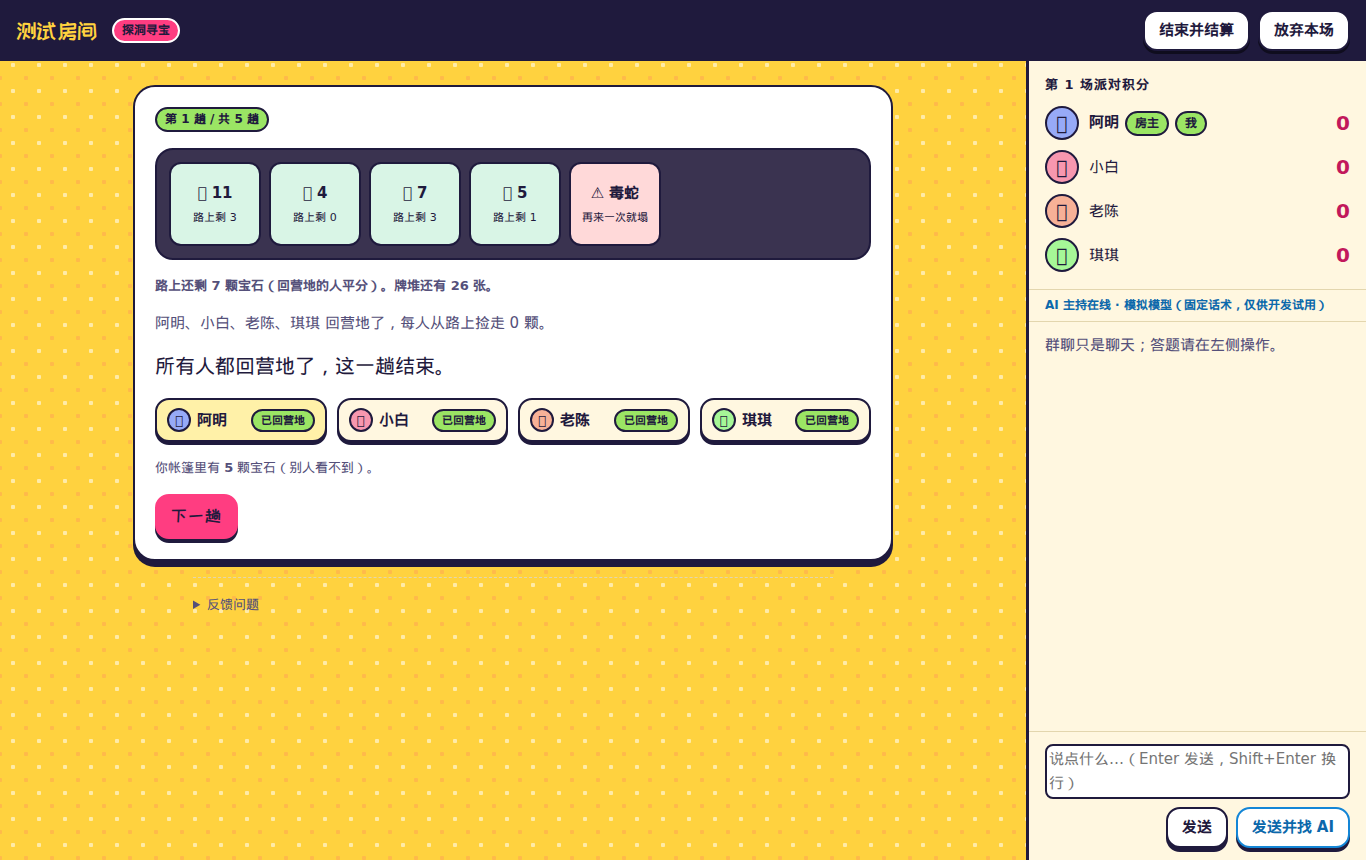 测试房间
探洞寻宝
结束并结算
放弃本场
第 1 趟 / 共 5 趟
11
路上剩 3
4
路上剩 0
7
路上剩 3
5
路上剩 1
⚠ 毒蛇
再来一次就塌
路上还剩 7 颗宝石（回营地的人平分）。牌堆还有 26 张。
阿明、小白、老陈、琪琪 回营地了，每人从路上捡走 0 颗。
所有人都回营地了，这一趟结束。
阿明 已回营地
小白 已回营地
老陈 已回营地
琪琪 已回营地
你帐篷里有 5 颗宝石（别人看不到）。
下一趟
▶ 反馈问题
第 1 场派对积分
阿明 房主 我 0
小白 0
老陈 0
琪琪 0
AI 主持在线 · 模拟模型（固定话术，仅供开发试用）
群聊只是聊天；答题请在左侧操作。
说点什么…（Enter 发送，Shift+Enter 换
行）
发送
发送并找 AI